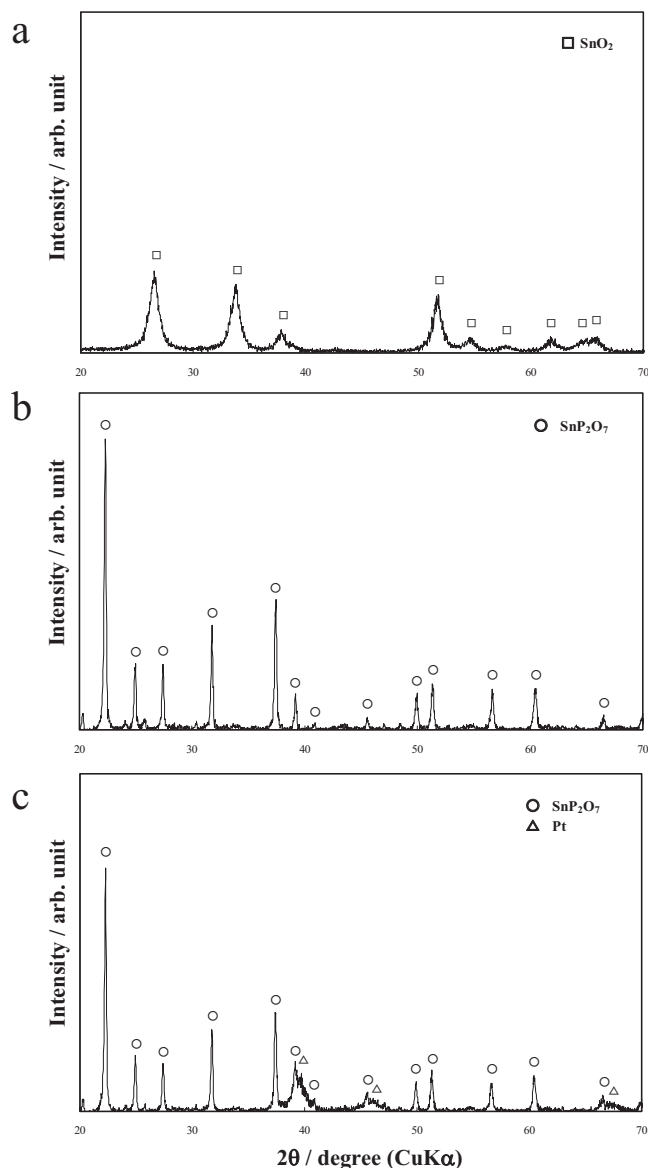 a
□ SnO₂
Intensity / arb. unit
20 30 40 50 60 70
b
○ SnP₂O₇
Intensity / arb. unit
20 30 40 50 60 70
c
○ SnP₂O₇
△ Pt
Intensity / arb. unit
20 30 40 50 60 70
2θ / degree (CuKα)